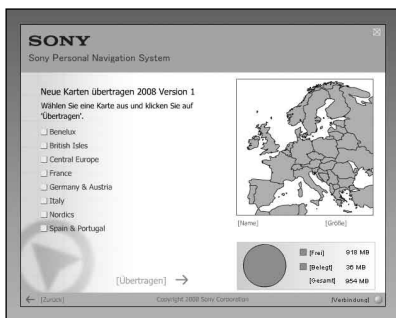 SONY
Sony Personal Navigation System
Neue Karten übertragen 2008 Version 1
Wählen Sie eine Karte aus und klicken Sie auf
'Übertragen'.
Benelux
British Isles
Central Europe
France
Germany & Austria
Italy
Nordics
Spain & Portugal
[Name] [Größe]
[Frei] 918 MB
[Belegt] 36 MB
[Gesamt] 954 MB
[Übertragen]
[Zurück] Copyright 2008 Sony Corporation [Verbindung]